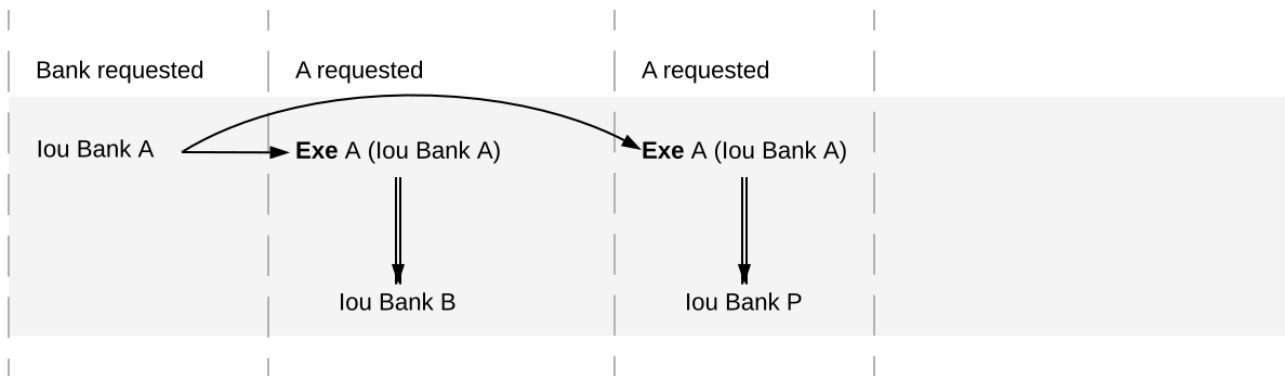 Bank requested
A requested
A requested
Iou Bank A
Exe A (Iou Bank A)
Exe A (Iou Bank A)
Iou Bank B
Iou Bank P